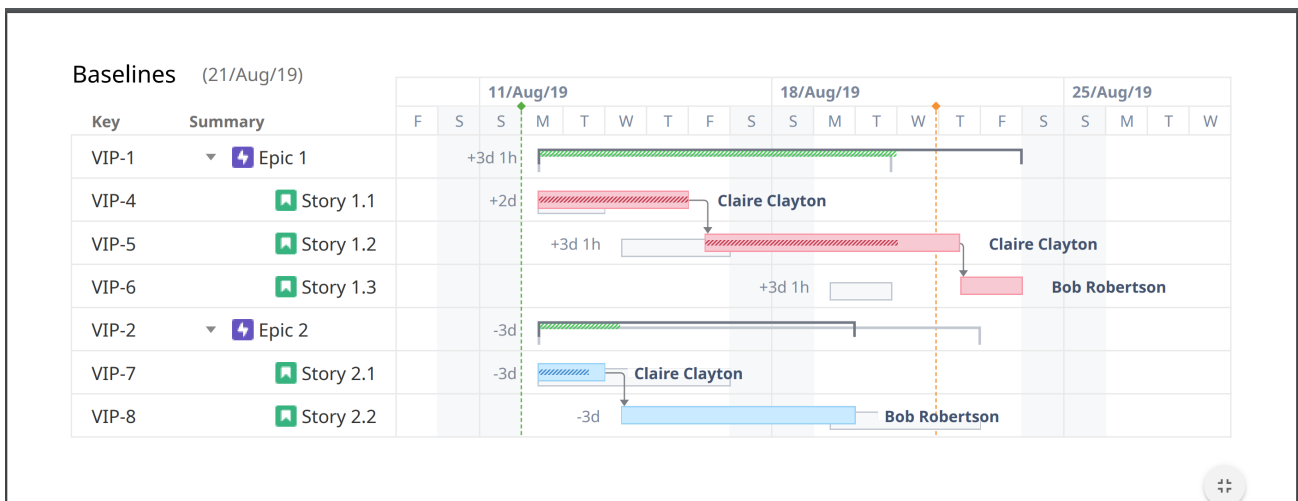 Baselines (21/Aug/19)
11/Aug/19 18/Aug/19 25/Aug/19
Key Summary F S S M T W T F S S M T W T F S S M T W
VIP-1 Epic 1 +3d 1h
VIP-4 Story 1.1 +2d Claire Clayton
VIP-5 Story 1.2 +3d 1h Claire Clayton
VIP-6 Story 1.3 +3d 1h Bob Robertson
VIP-2 Epic 2 -3d
VIP-7 Story 2.1 -3d Claire Clayton
VIP-8 Story 2.2 -3d Bob Robertson